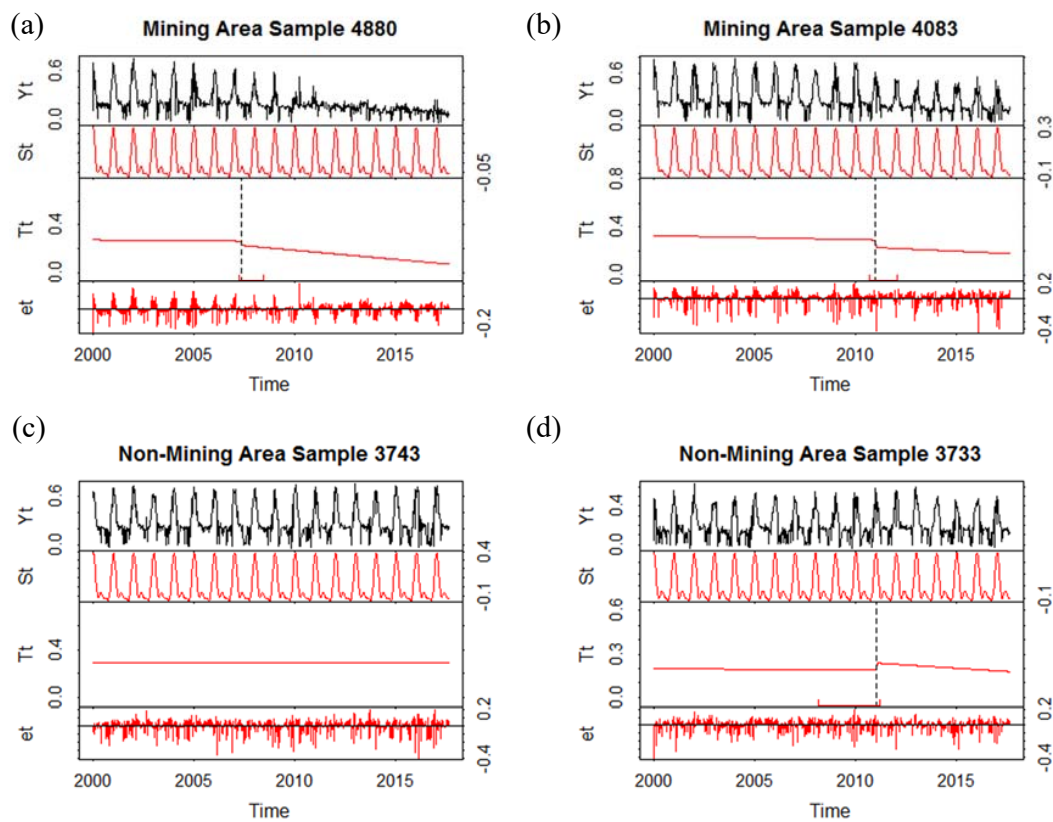 (a)
Mining Area Sample 4880
Yt
0.0 0.6
St
-0.05
Tt
0.0 0.4
et
-0.2
2000 2005 2010 2015
Time
(b)
Mining Area Sample 4083
Yt
0.0 0.6
St
-0.1 0.3
Tt
0.0 0.4 0.8
et
-0.4 0.2
2000 2005 2010 2015
Time
(c)
Non-Mining Area Sample 3743
Yt
0.0 0.6
St
-0.1 0.4
Tt
0.0 0.4
et
-0.4 0.2
2000 2005 2010 2015
Time
(d)
Non-Mining Area Sample 3733
Yt
0.0 0.4
St
-0.1
Tt
0.0 0.3 0.6
et
-0.4 0.2
2000 2005 2010 2015
Time